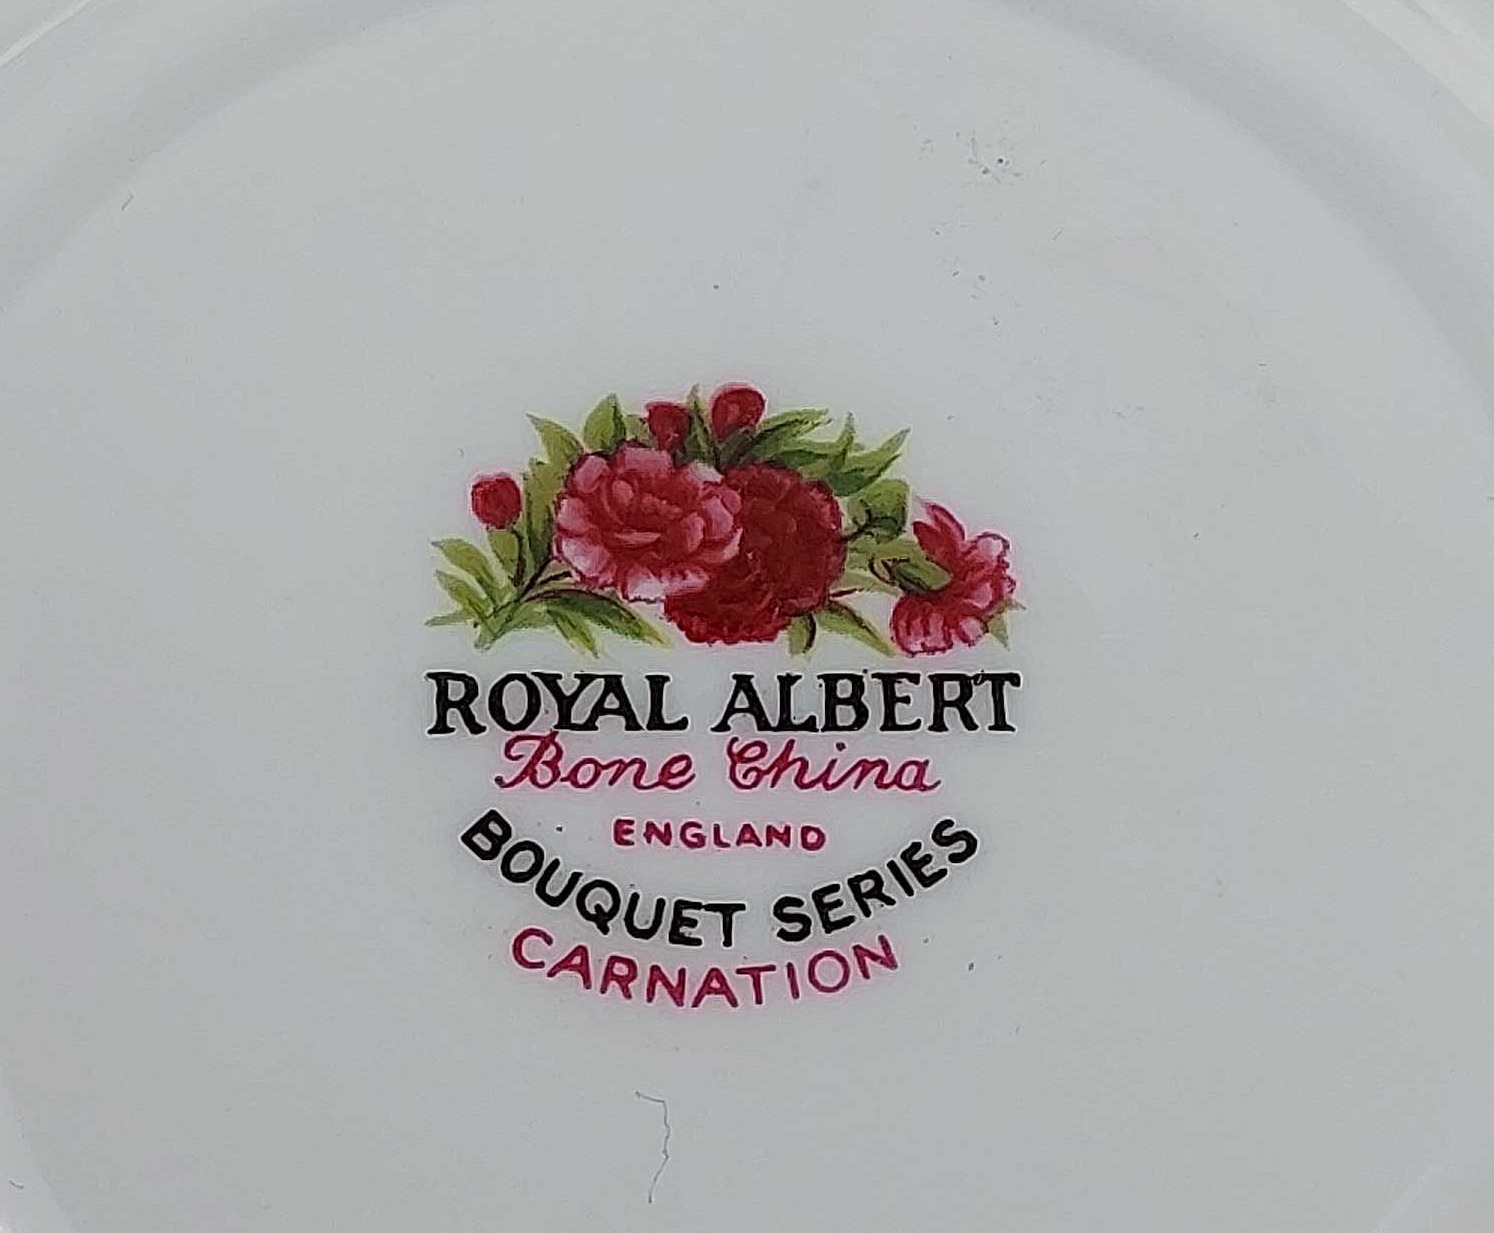 ROYAL ALBERT
Bone China
ENGLAND
BOUQUET SERIES
CARNATION